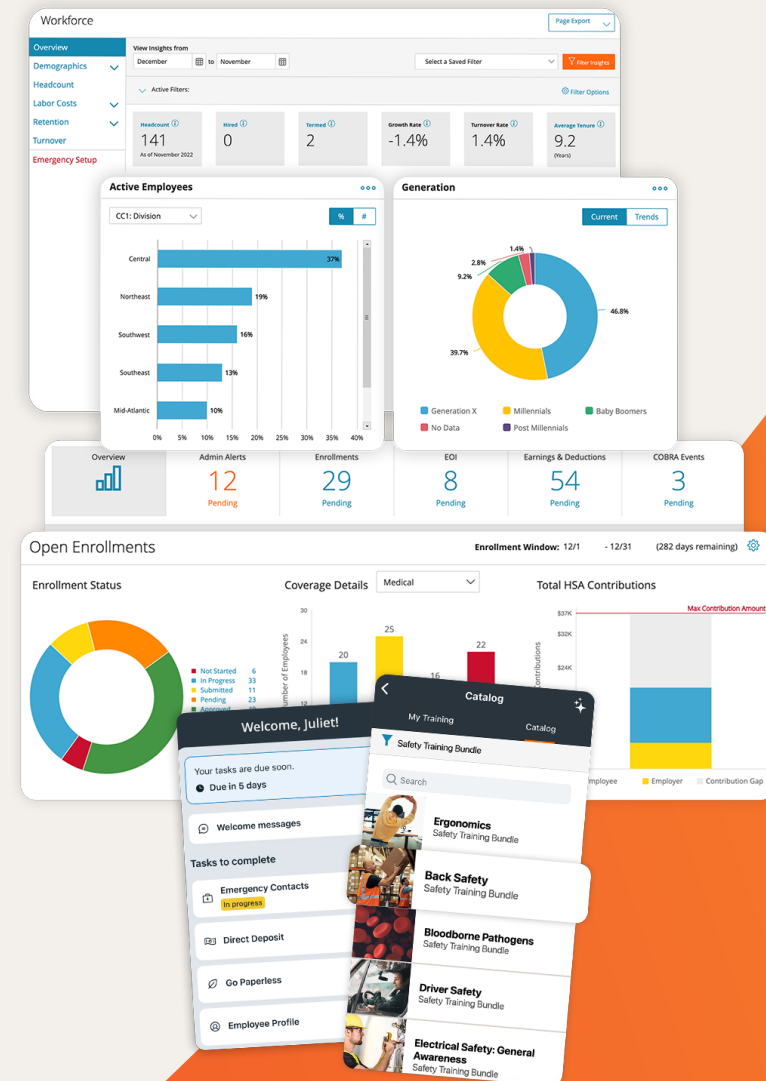 Workforce
Page Export
Overview
Demographics
Headcount
Labor Costs
Retention
Turnover
Emergency Setup
View Insights from
December to November
Select a Saved Filter
Filter Insights
Active Filters:
Filter Options
Headcount
141
As of November 2022
Hired
0
Termed
2
Growth Rate
-1.4%
Turnover Rate
1.4%
Average Tenure
9.2
(Years)
Active Employees
CC1: Division
% #
Central 37%
Northeast 19%
Southwest 16%
Southeast 13%
Mid-Atlantic 10%
0% 5% 10% 15% 20% 25% 30% 35% 40%
Generation
Current Trends
1.4%
2.8%
9.2%
46.8%
39.7%
Generation X Millennials Baby Boomers
No Data Post Millennials
Overview
Admin Alerts
12
Pending
Enrollments
29
Pending
EOI
8
Pending
Earnings & Deductions
54
Pending
COBRA Events
3
Pending
Open Enrollments
Enrollment Window: 12/1 - 12/31 (282 days remaining)
Enrollment Status
Not Started 6
In Progress 33
Submitted 11
Pending 23
Approved
Coverage Details
Medical
30
24
18
12
20
25
16
22
Total HSA Contributions
Max Contribution Amount
$37K
$32K
$24K
Employer Contribution Gap
Welcome, Juliet!
Your tasks are due soon.
Due in 5 days
Welcome messages
Tasks to complete
Emergency Contacts
In progress
Direct Deposit
Go Paperless
Employee Profile
Catalog
My Training Catalog
Safety Training Bundle
Search
Ergonomics
Safety Training Bundle
Back Safety
Safety Training Bundle
Bloodborne Pathogens
Safety Training Bundle
Driver Safety
Safety Training Bundle
Electrical Safety: General
Awareness
Safety Training Bundle